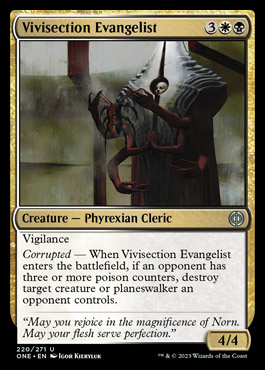 Vivisection Evangelist 3
Creature — Phyrexian Cleric
Vigilance
Corrupted — When Vivisection Evangelist
enters the battlefield, if an opponent has
three or more poison counters, destroy
target creature or planeswalker an
opponent controls.
"May you rejoice in the magnificence of Norn.
May your flesh serve perfection."
4/4
220/271 U
ONE • EN Igor Kieryluk
™ & © 2023 Wizards of the Coast